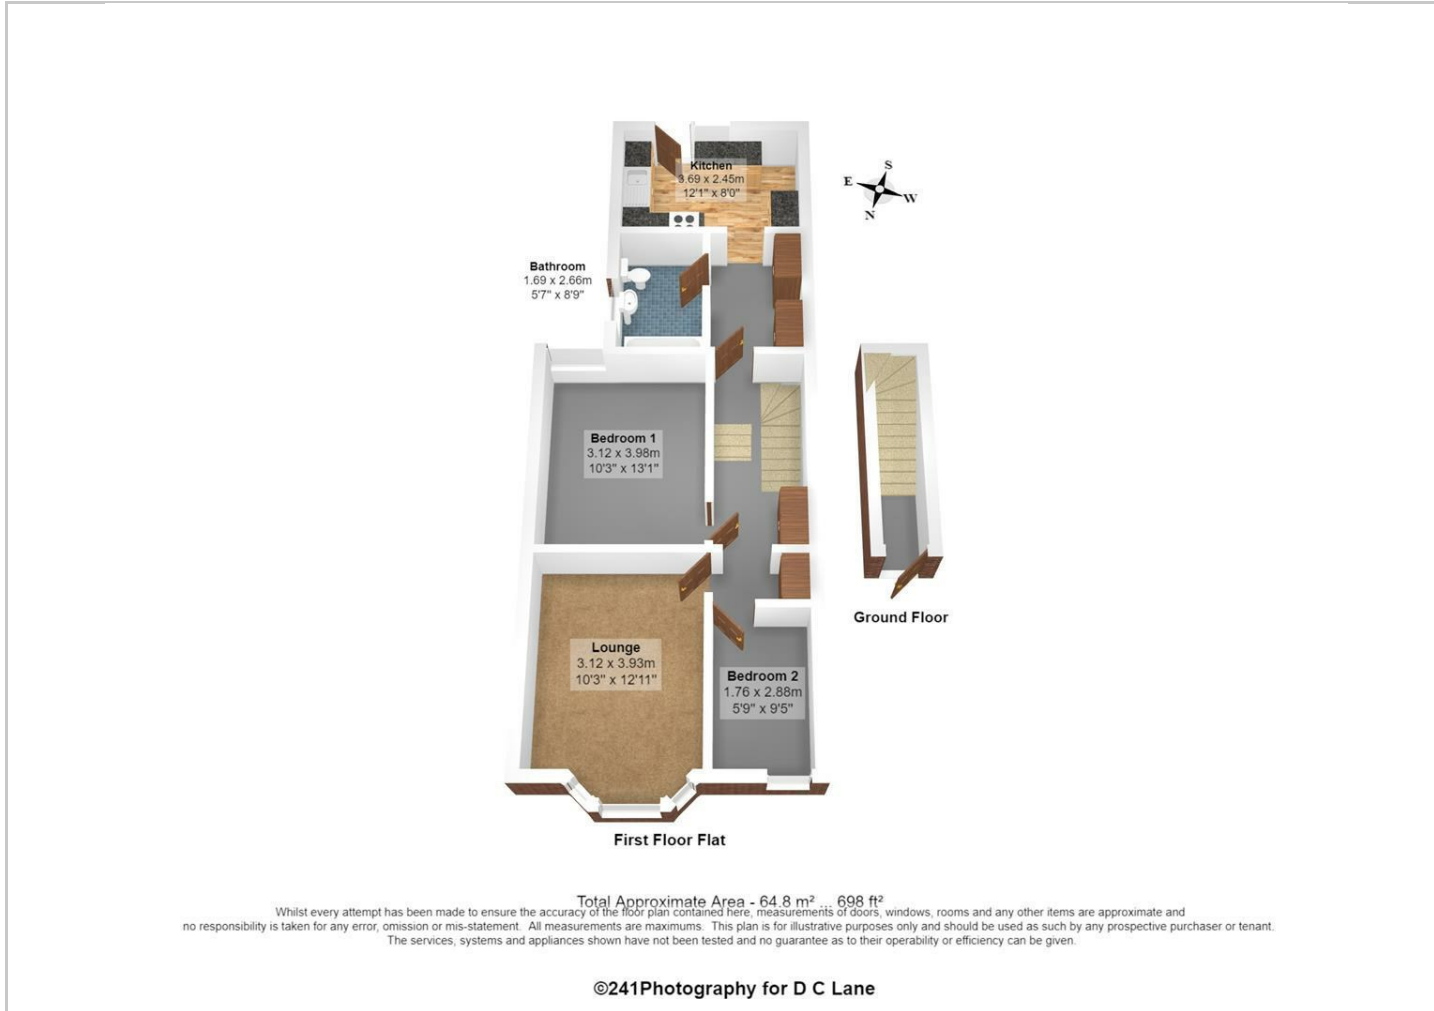 Kitchen
3.69 x 2.45m
12'1" x 8'0"
S
E
W
N
Bathroom
1.69 x 2.66m
5'7" x 8'9"
Bedroom 1
3.12 x 3.98m
10'3" x 13'1"
Ground Floor
Lounge
3.12 x 3.93m
10'3" x 12'11"
Bedroom 2
1.76 x 2.88m
5'9" x 9'5"
First Floor Flat
Total Approximate Area - 64.8 m² ... 698 ft²
Whilst every attempt has been made to ensure the accuracy of the floor plan contained here, measurements of doors, windows, rooms and any other items are approximate and
no responsibility is taken for any error, omission or mis-statement. All measurements are maximums. This plan is for illustrative purposes only and should be used as such by any prospective purchaser or tenant.
The services, systems and appliances shown have not been tested and no guarantee as to their operability or efficiency can be given.
©241Photography for D C Lane